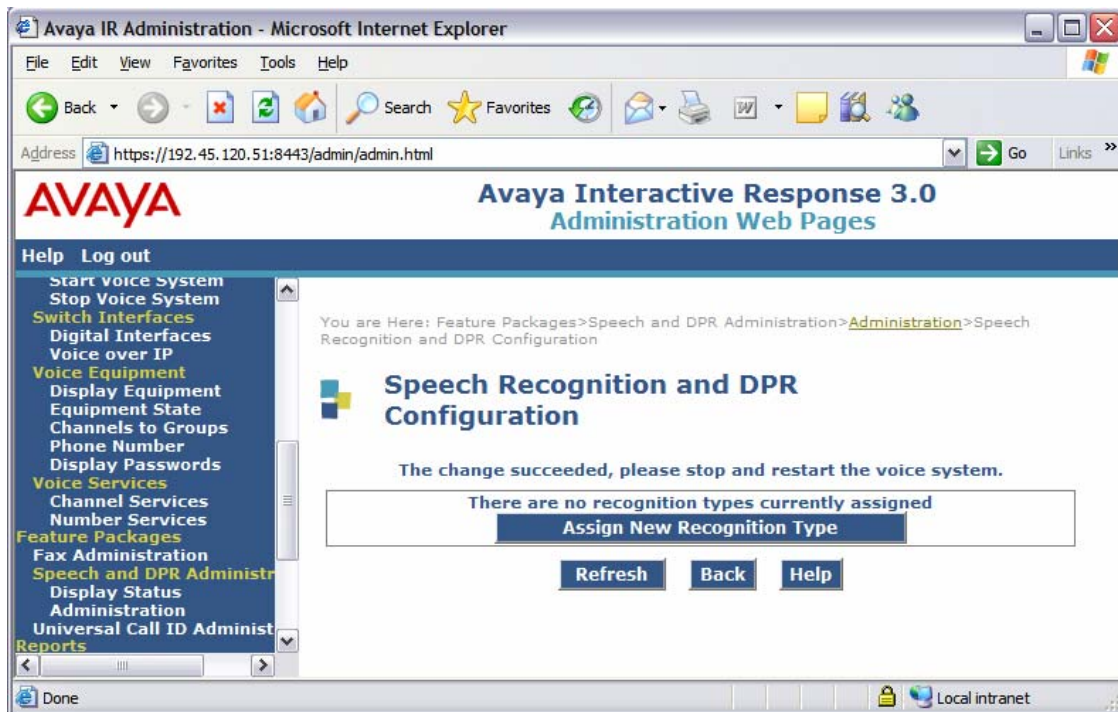 Avaya IR Administration - Microsoft Internet Explorer
File Edit View Favorites Tools Help
Back Search Favorites
Address https://192.45.120.51:8443/admin/admin.html Go Links »
AVAYA
Avaya Interactive Response 3.0
Administration Web Pages
Help Log out
Start Voice System
Stop Voice System
Switch Interfaces
Digital Interfaces
Voice over IP
Voice Equipment
Display Equipment
Equipment State
Channels to Groups
Phone Number
Display Passwords
Voice Services
Channel Services
Number Services
Feature Packages
Fax Administration
Speech and DPR Administr
Display Status
Administration
Universal Call ID Administ
Reports
You are Here: Feature Packages>Speech and DPR Administration>Administration>Speech
Recognition and DPR Configuration
Speech Recognition and DPR
Configuration
The change succeeded, please stop and restart the voice system.
There are no recognition types currently assigned
Assign New Recognition Type
Refresh Back Help
Done Local intranet